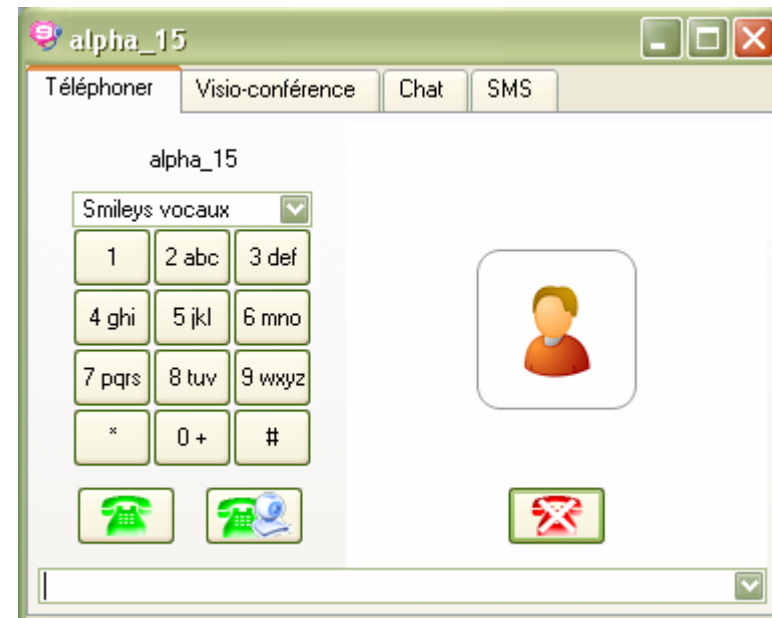 alpha_15
Téléphoner Visio-conférence Chat SMS
alpha_15
Smileys vocaux
1 2 abc 3 def
4 ghi 5 jkl 6 mno
7 pqrs 8 tuv 9 wxyz
* 0 + #